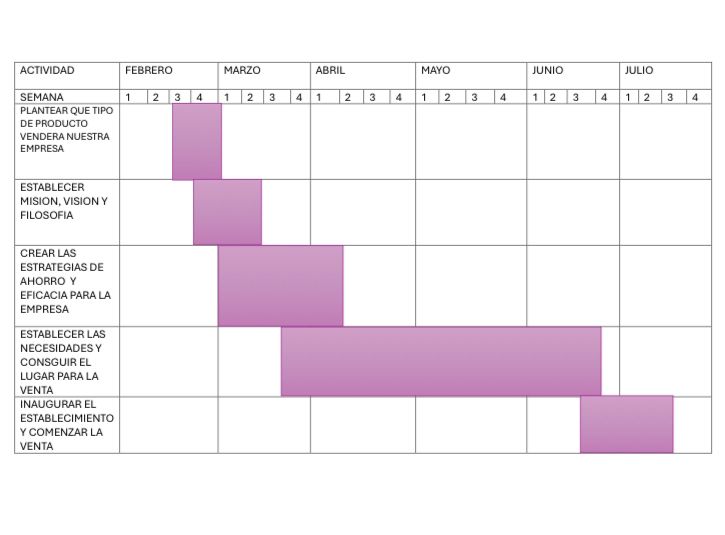 ACTIVIDAD FEBRERO MARZO ABRIL MAYO JUNIO JULIO
SEMANA 1 | 2 | 3 | 4 1 | 2 | 3 | 4 1 | 2 | 3 | 4 1 | 2 | 3 | 4 1 | 2 | 3 | 4 1 | 2 | 3 | 4
PLANTEAR QUE TIPO
DE PRODUCTO
VENDERA NUESTRA
EMPRESA
ESTABLECER
MISION, VISION Y
FILOSOFIA
CREAR LAS
ESTRATEGIAS DE
AHORRO Y
EFICACIA PARA LA
EMPRESA
ESTABLECER LAS
NECESIDADES Y
CONSGUIR EL
LUGAR PARA LA
VENTA
INAUGURAR EL
ESTABLECIMIENTO
Y COMENZAR LA
VENTA